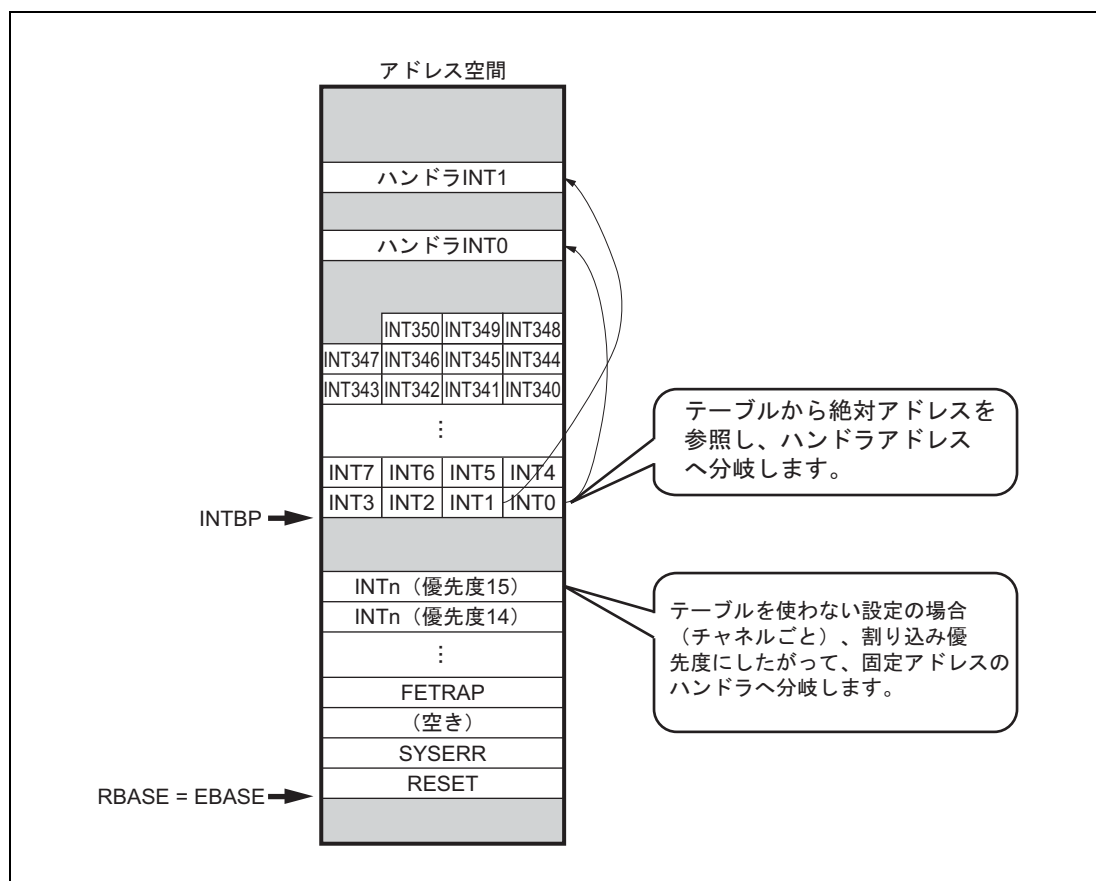 アドレス空間
ハンドラINT1
ハンドラINT0
INT350 INT349 INT348
INT347 INT346 INT345 INT344
INT343 INT342 INT341 INT340
⋮
INT7 INT6 INT5 INT4
INT3 INT2 INT1 INT0
INTBP
テーブルから絶対アドレスを
参照し、ハンドラアドレス
へ分岐します。
INTn（優先度15）
INTn（優先度14）
⋮
FETRAP
（空き）
SYSERR
RESET
RBASE = EBASE
テーブルを使わない設定の場合
（チャネルごと）、割り込み優
先度にしたがって、固定アドレスの
ハンドラへ分岐します。